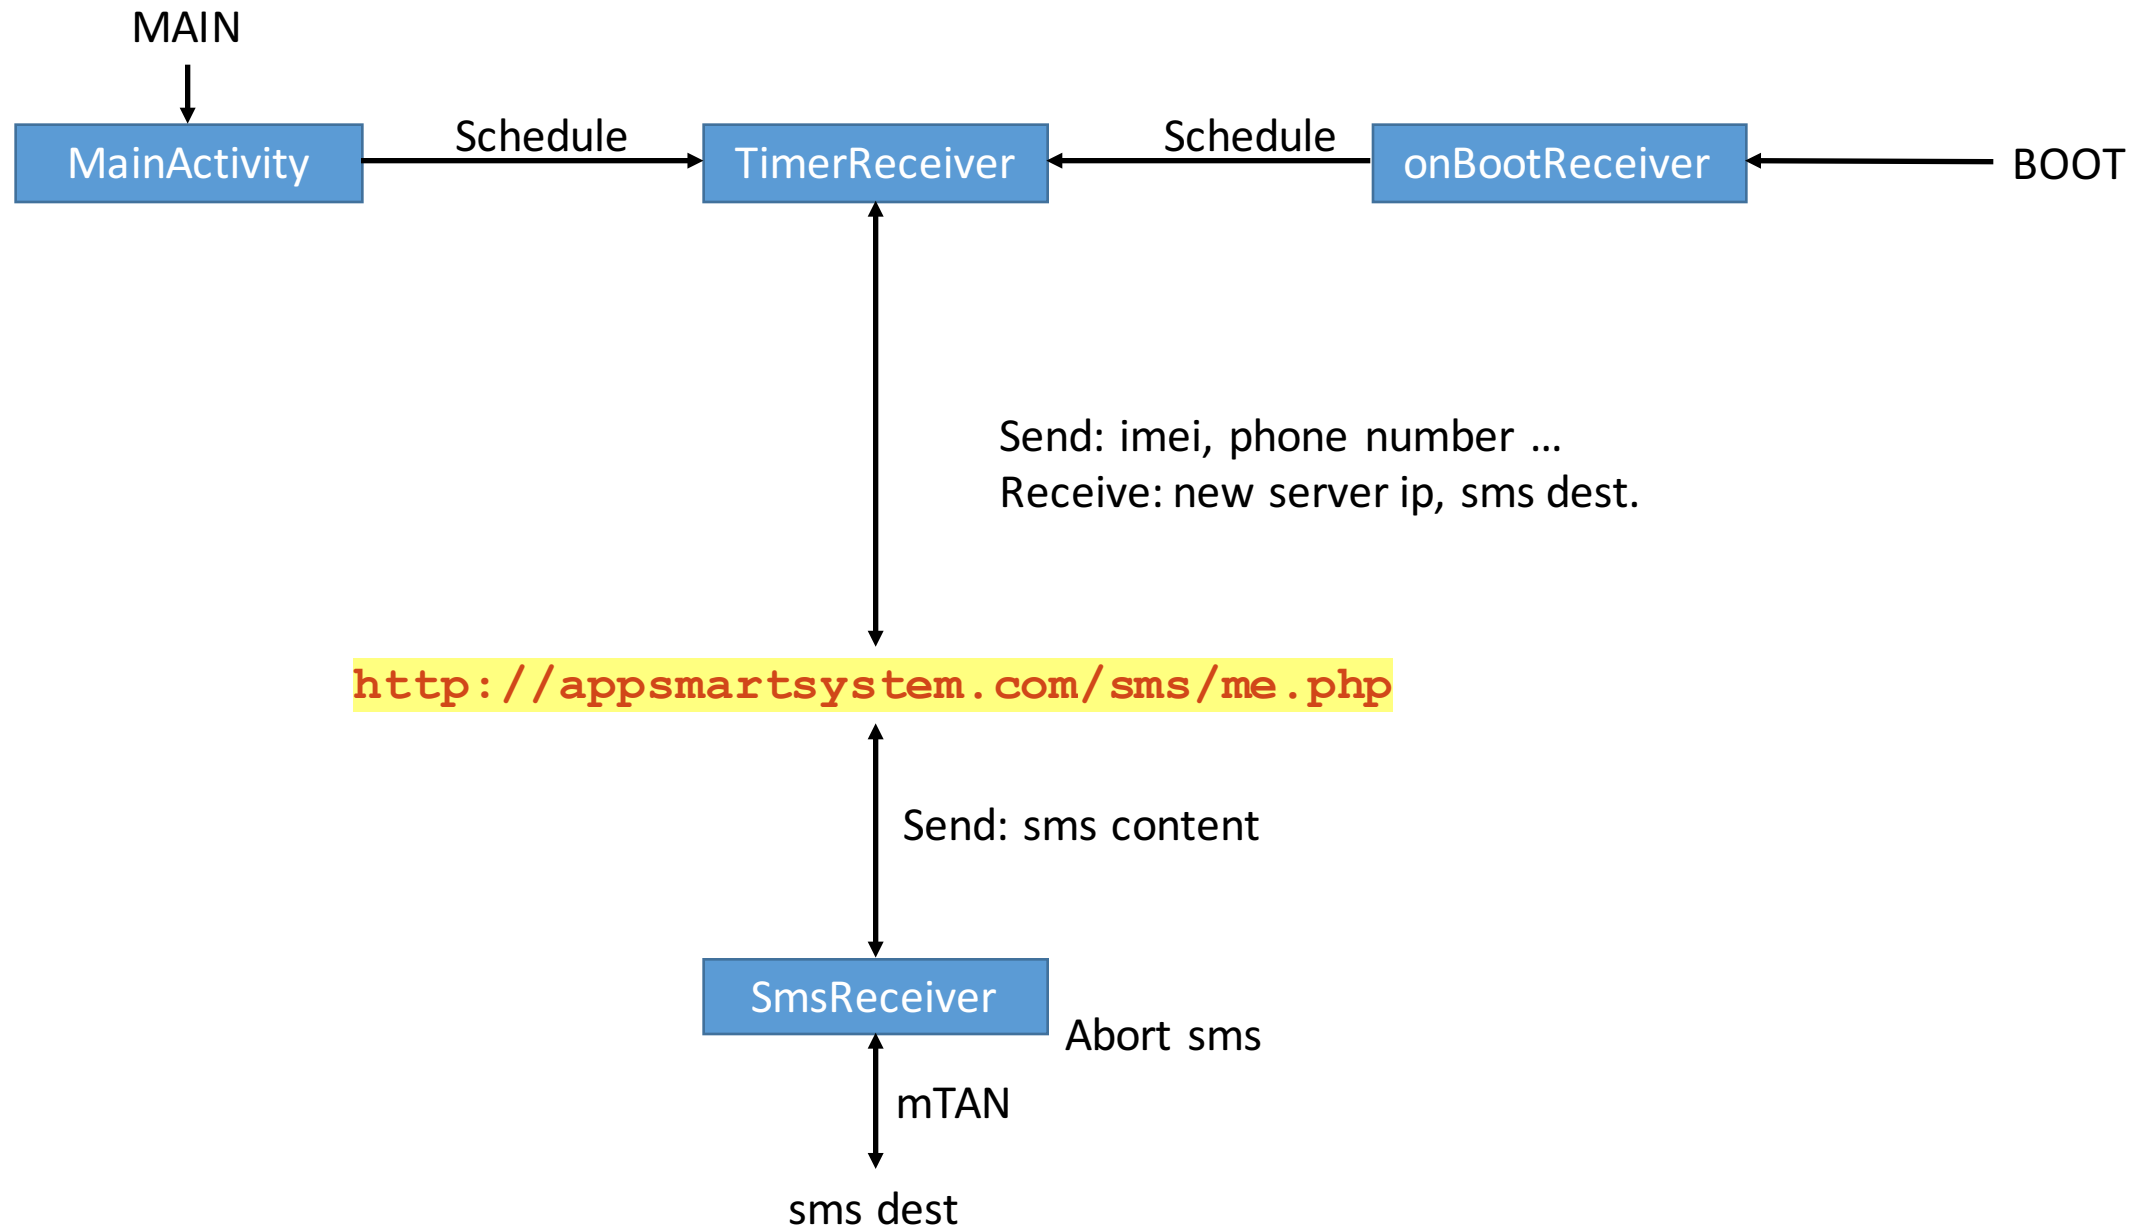 MAIN
MainActivity
Schedule
TimerReceiver
Schedule
onBootReceiver
BOOT
Send: imei, phone number ...
Receive: new server ip, sms dest.
http://appsmartsystem.com/sms/me.php
Send: sms content
SmsReceiver
Abort sms
mTAN
sms dest